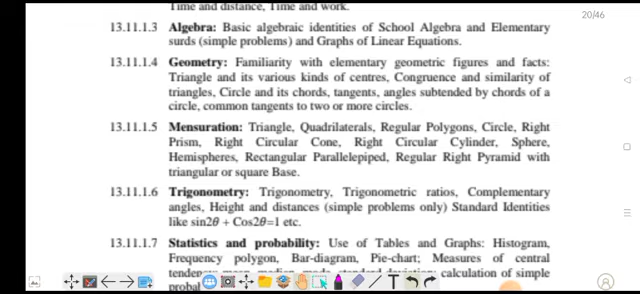 Time and distance, Time and work.
20/46
13.11.1.3 Algebra: Basic algebraic identities of School Algebra and Elementary
surds (simple problems) and Graphs of Linear Equations.
13.11.1.4 Geometry: Familiarity with elementary geometric figures and facts:
Triangle and its various kinds of centres, Congruence and similarity of
triangles, Circle and its chords, tangents, angles subtended by chords of a
circle, common tangents to two or more circles.
13.11.1.5 Mensuration: Triangle, Quadrilaterals, Regular Polygons, Circle, Right
Prism, Right Circular Cone, Right Circular Cylinder, Sphere,
Hemispheres, Rectangular Parallelepiped, Regular Right Pyramid with
triangular or square Base.
13.11.1.6 Trigonometry: Trigonometry, Trigonometric ratios, Complementary
angles, Height and distances (simple problems only) Standard Identities
like sin2θ + Cos2θ=1 etc.
13.11.1.7 Statistics and probability: Use of Tables and Graphs: Histogram,
Frequency polygon, Bar-diagram, Pie-chart; Measures of central
calculation of simple
T